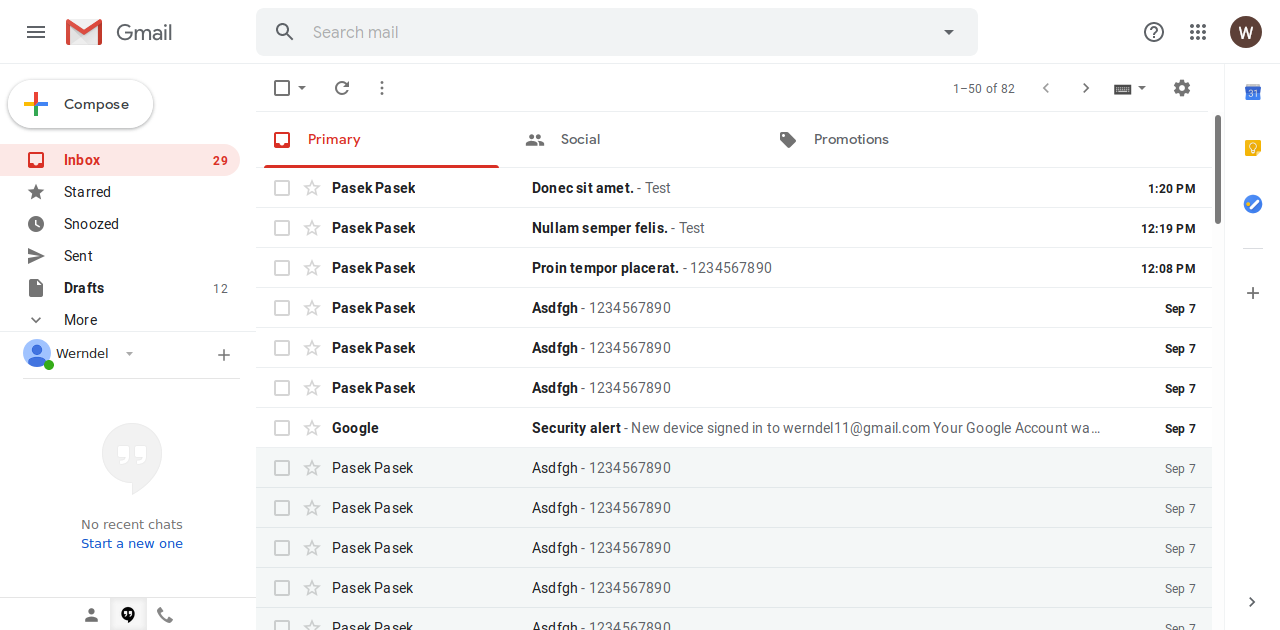 Gmail
Search mail
W
Compose
1–50 of 82
31
Primary
Social
Promotions
Inbox 29
Starred
Snoozed
Sent
Drafts 12
More
Werndel
No recent chats
Start a new one
Pasek Pasek Donec sit amet. - Test 1:20 PM
Pasek Pasek Nullam semper felis. - Test 12:19 PM
Pasek Pasek Proin tempor placerat. - 1234567890 12:08 PM
Pasek Pasek Asdfgh - 1234567890 Sep 7
Pasek Pasek Asdfgh - 1234567890 Sep 7
Pasek Pasek Asdfgh - 1234567890 Sep 7
Google Security alert - New device signed in to werndel11@gmail.com Your Google Account wa… Sep 7
Pasek Pasek Asdfgh - 1234567890 Sep 7
Pasek Pasek Asdfgh - 1234567890 Sep 7
Pasek Pasek Asdfgh - 1234567890 Sep 7
Pasek Pasek Asdfgh - 1234567890 Sep 7
Pasek Pasek Asdfgh - 1234567890 Sep 7